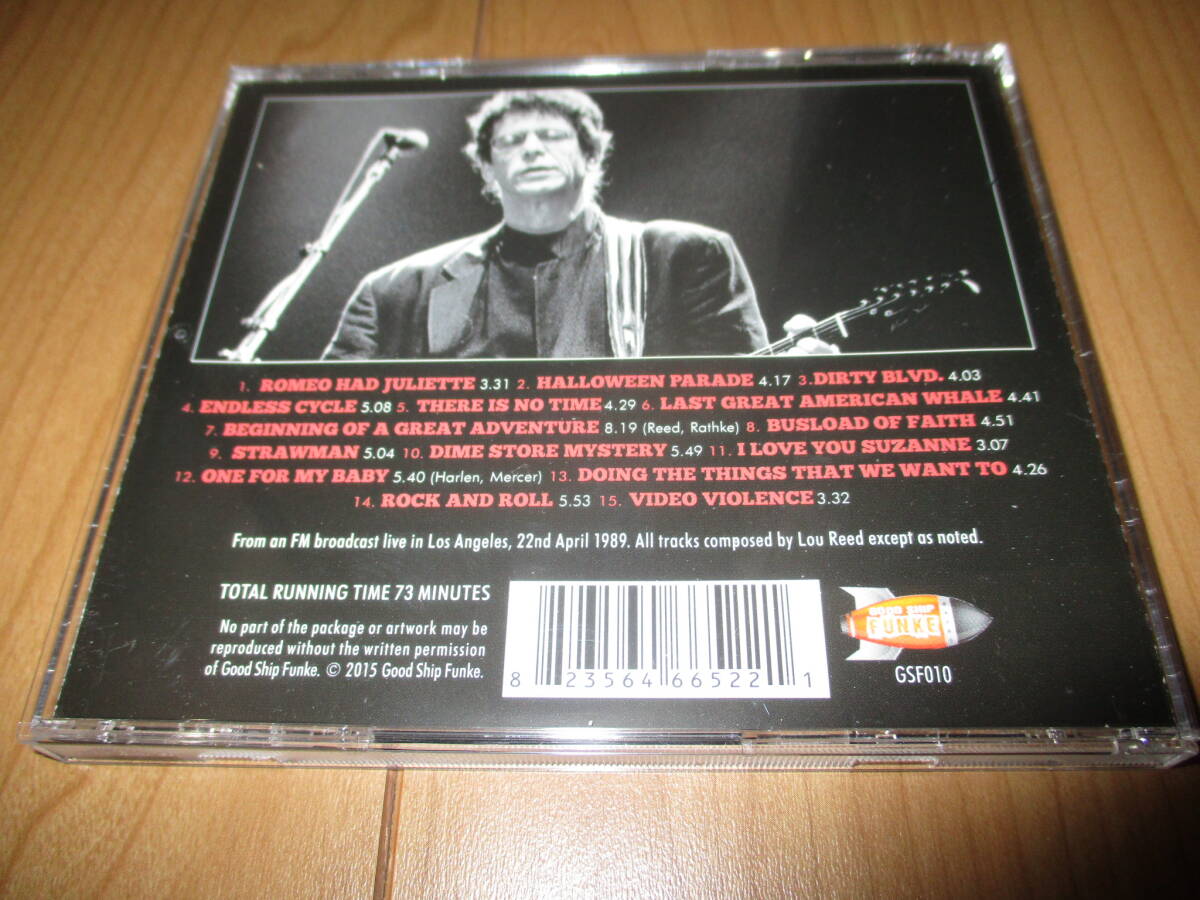 1. ROMEO HAD JULIETTE 3.31 2. HALLOWEEN PARADE 4.17 3. DIRTY BLVD. 4.03
4. ENDLESS CYCLE 5.08 5. THERE IS NO TIME 4.29 6. LAST GREAT AMERICAN WHALE 4.41
7. BEGINNING OF A GREAT ADVENTURE 8.19 (Reed, Rathke) 8. BUSLOAD OF FAITH 4.51
9. STRAWMAN 5.04 10. DIME STORE MYSTERY 5.49 11. I LOVE YOU SUZANNE 3.07
12. ONE FOR MY BABY 5.40 (Harlen, Mercer) 13. DOING THE THINGS THAT WE WANT TO 4.26
14. ROCK AND ROLL 5.53 15. VIDEO VIOLENCE 3.32
From an FM broadcast live in Los Angeles, 22nd April 1989. All tracks composed by Lou Reed except as noted.
TOTAL RUNNING TIME 73 MINUTES
No part of the package or artwork may be
reproduced without the written permission
of Good Ship Funke. © 2015 Good Ship Funke.
8 23564 66522 1
GOOD SHIP
FUNKE
GSF010